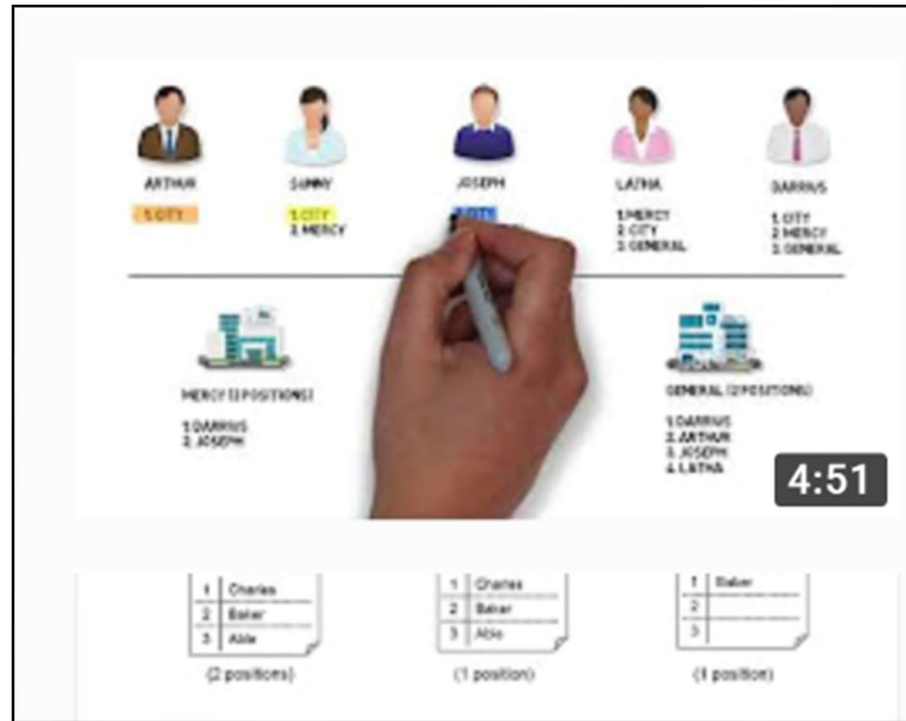 ARTHUR
SUNNY
JOSEPH
LATHA
DARRIUS
1. CITY
1. CITY
2. MERCY
1. MERCY
2. CITY
3. GENERAL
1. CITY
2. MERCY
3. GENERAL
MERCY (2 POSITIONS)
1. DARRIUS
2. JOSEPH
GENERAL (2 POSITIONS)
1. DARRIUS
2. ARTHUR
3. JOSEPH
4. LATHA
4:51
1 Charles
2 Baker
3 Able
(2 positions)
1 Charles
2 Baker
3 Able
(1 position)
1 Baker
2
3
(1 position)